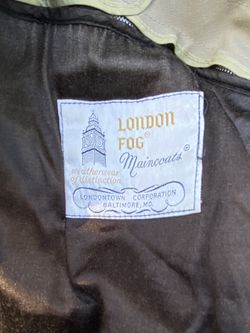 LONDON
FOG®
Maincoats®
weatherwear
of distinction
LONDONTOWN CORPORATION
BALTIMORE, MD.